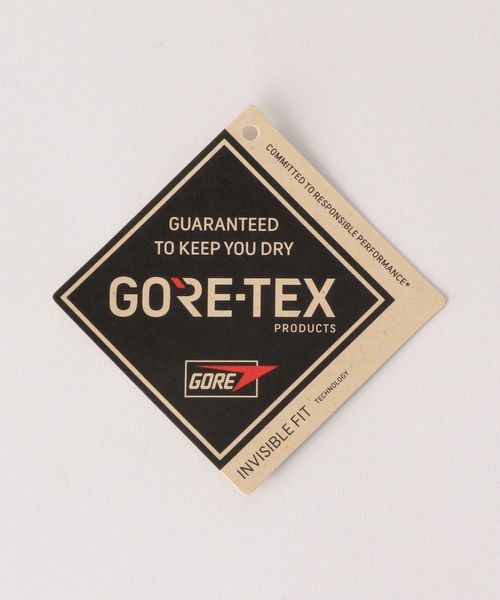 COMMITTED TO RESPONSIBLE PERFORMANCE*
GUARANTEED
TO KEEP YOU DRY
GORE-TEX
PRODUCTS
GORE
INVISIBLE FIT TECHNOLOGY